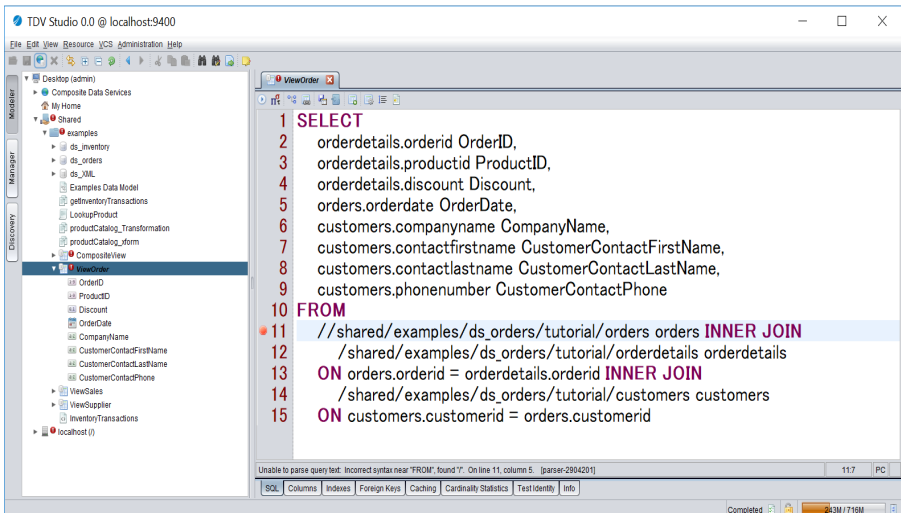 TDV Studio 0.0 @ localhost:9400
File Edit View Resource VCS Administration Help
Modeler
Manager
Discovery
Desktop (admin)
Composite Data Services
My Home
Shared
examples
ds_inventory
ds_orders
ds_XML
Examples Data Model
getInventoryTransactions
LookupProduct
productCatalog_Transformation
productCatalog_xform
CompositeView
ViewOrder
OrderID
ProductID
Discount
OrderDate
CompanyName
CustomerContactFirstName
CustomerContactLastName
CustomerContactPhone
ViewSales
ViewSupplier
InventoryTransactions
localhost (/)
ViewOrder
1 SELECT
2 orderdetails.orderid OrderID,
3 orderdetails.productid ProductID,
4 orderdetails.discount Discount,
5 orders.orderdate OrderDate,
6 customers.companyname CompanyName,
7 customers.contactfirstname CustomerContactFirstName,
8 customers.contactlastname CustomerContactLastName,
9 customers.phonenumber CustomerContactPhone
10 FROM
11 //shared/examples/ds_orders/tutorial/orders orders INNER JOIN
12 /shared/examples/ds_orders/tutorial/orderdetails orderdetails
13 ON orders.orderid = orderdetails.orderid INNER JOIN
14 /shared/examples/ds_orders/tutorial/customers customers
15 ON customers.customerid = orders.customerid
Unable to parse query text: Incorrect syntax near "FROM", found "/". On line 11, column 5. [parser-2904201] 11:7 PC
SQL Columns Indexes Foreign Keys Caching Cardinality Statistics Test Identity Info
Completed 243M / 716M